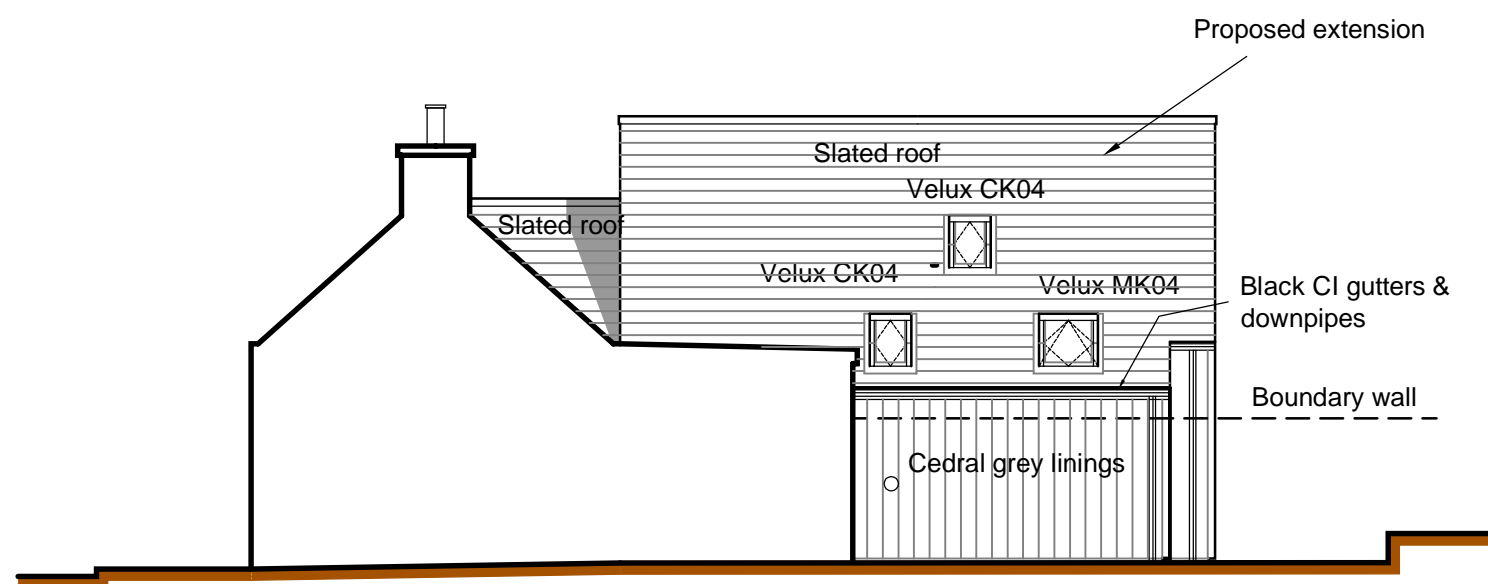 Proposed extension
Slated roof
Velux CK04
Slated roof
Velux CK04
Velux MK04
Black CI gutters &
downpipes
Boundary wall
Cedral grey linings